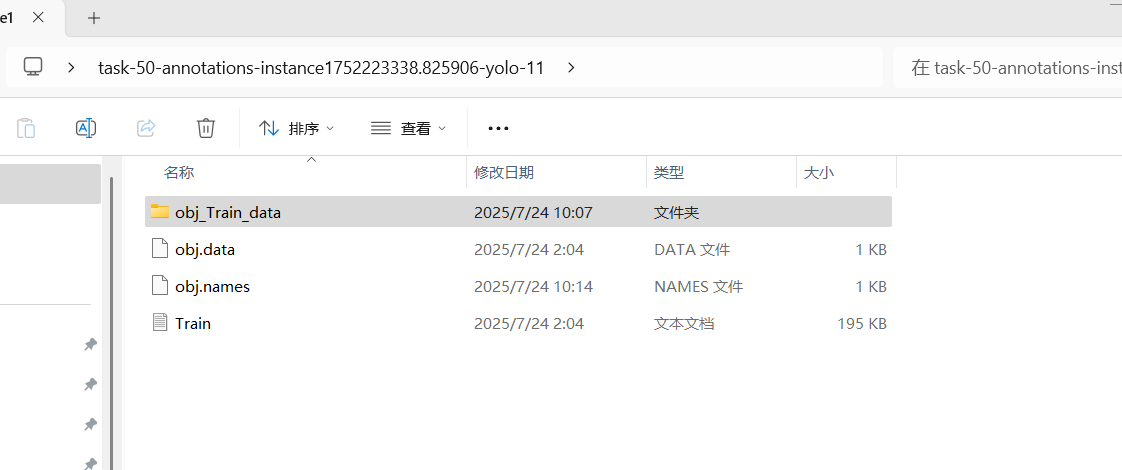 e1
task-50-annotations-instance1752223338.825906-yolo-11
在 task-50-annotations-inst
排序
查看
名称 修改日期 类型 大小
obj_Train_data 2025/7/24 10:07 文件夹
obj.data 2025/7/24 2:04 DATA 文件 1 KB
obj.names 2025/7/24 10:14 NAMES 文件 1 KB
Train 2025/7/24 2:04 文本文档 195 KB